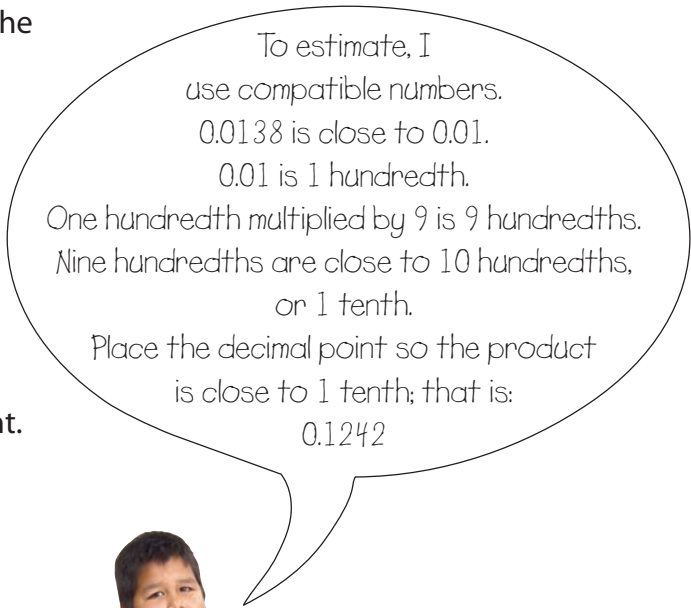 he
To estimate, I
use compatible numbers.
0.0138 is close to 0.01.
0.01 is 1 hundredth.
One hundredth multiplied by 9 is 9 hundredths.
Nine hundredths are close to 10 hundredths,
or 1 tenth.
Place the decimal point so the product
is close to 1 tenth; that is:
0.1242
nt.